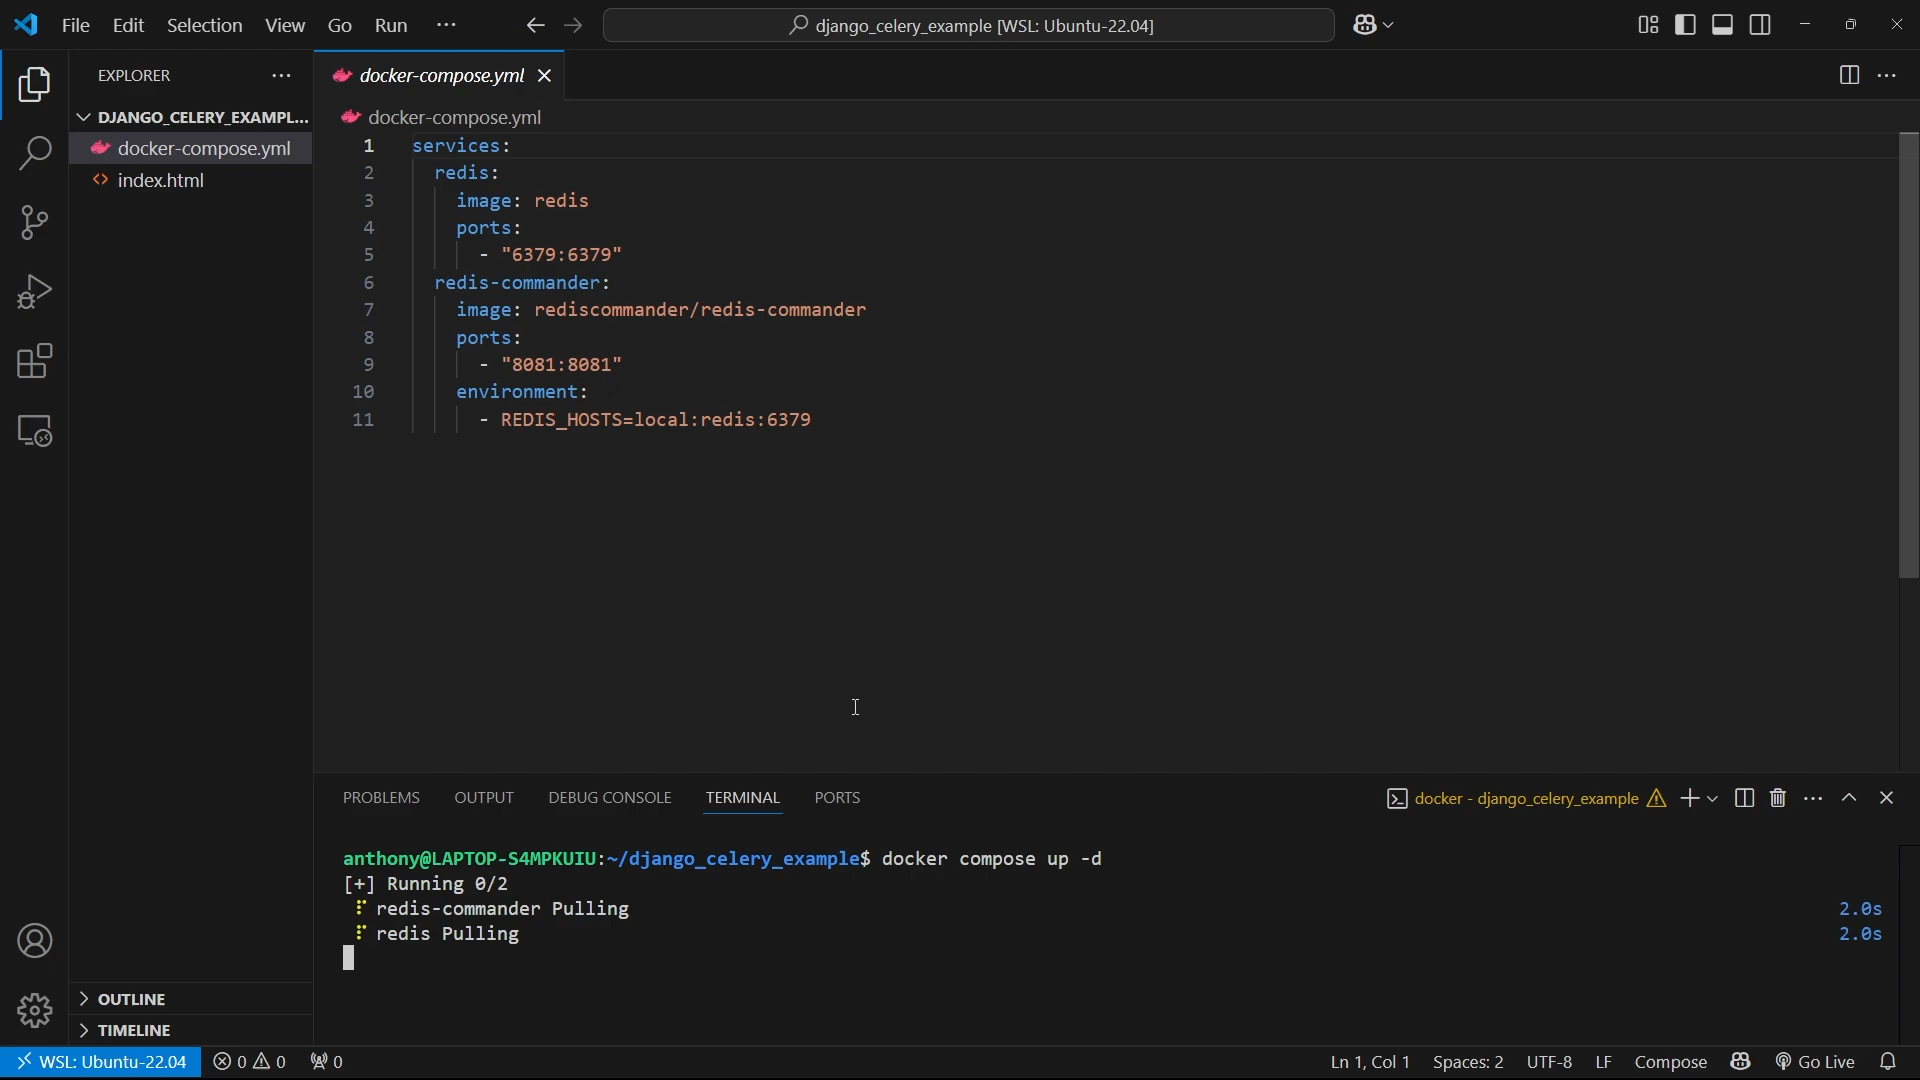 File Edit Selection View Go Run ··· django_celery_example [WSL: Ubuntu-22.04]
EXPLORER
DJANGO_CELERY_EXAMPL...
docker-compose.yml
index.html
OUTLINE
TIMELINE
docker-compose.yml
docker-compose.yml
1 services:
2 redis:
3 image: redis
4 ports:
5 - "6379:6379"
6 redis-commander:
7 image: rediscommander/redis-commander
8 ports:
9 - "8081:8081"
10 environment:
11 - REDIS_HOSTS=local:redis:6379
PROBLEMS OUTPUT DEBUG CONSOLE TERMINAL PORTS docker - django_celery_example
anthony@LAPTOP-S4MPKUIU:~/django_celery_example$ docker compose up -d
[+] Running 0/2
redis-commander Pulling 2.0s
redis Pulling 2.0s
WSL: Ubuntu-22.04 0 0 0 Ln 1, Col 1 Spaces: 2 UTF-8 LF Compose Go Live